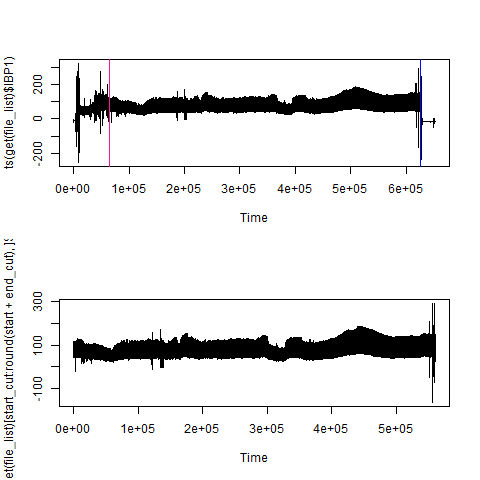 ts(get(file_list)$IBP1)
200
0
-200
0e+00 1e+05 2e+05 3e+05 4e+05 5e+05 6e+05
Time
et(file_list)[start_cut:round(start + end_cut), ]$
300
100
-100
0e+00 1e+05 2e+05 3e+05 4e+05 5e+05
Time